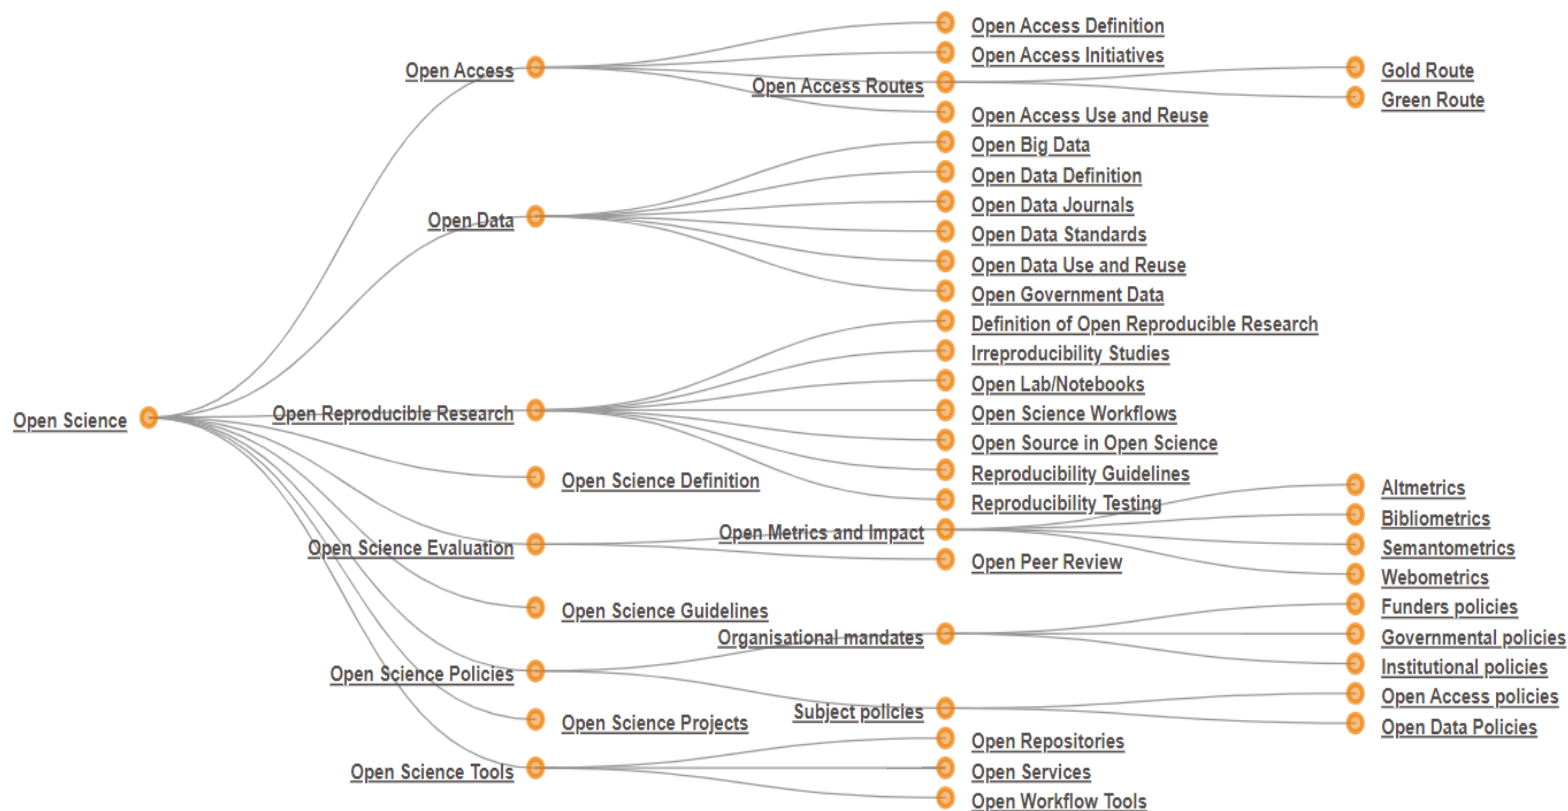 Open Science
Open Access
Open Access Definition
Open Access Initiatives
Open Access Routes
Gold Route
Green Route
Open Access Use and Reuse
Open Data
Open Big Data
Open Data Definition
Open Data Journals
Open Data Standards
Open Data Use and Reuse
Open Government Data
Open Reproducible Research
Definition of Open Reproducible Research
Irreproducibility Studies
Open Lab/Notebooks
Open Science Workflows
Open Source in Open Science
Reproducibility Guidelines
Reproducibility Testing
Open Science Definition
Open Science Evaluation
Open Metrics and Impact
Altmetrics
Bibliometrics
Semantometrics
Webometrics
Open Peer Review
Open Science Guidelines
Open Science Policies
Organisational mandates
Funders policies
Governmental policies
Institutional policies
Subject policies
Open Access policies
Open Data Policies
Open Science Projects
Open Science Tools
Open Repositories
Open Services
Open Workflow Tools